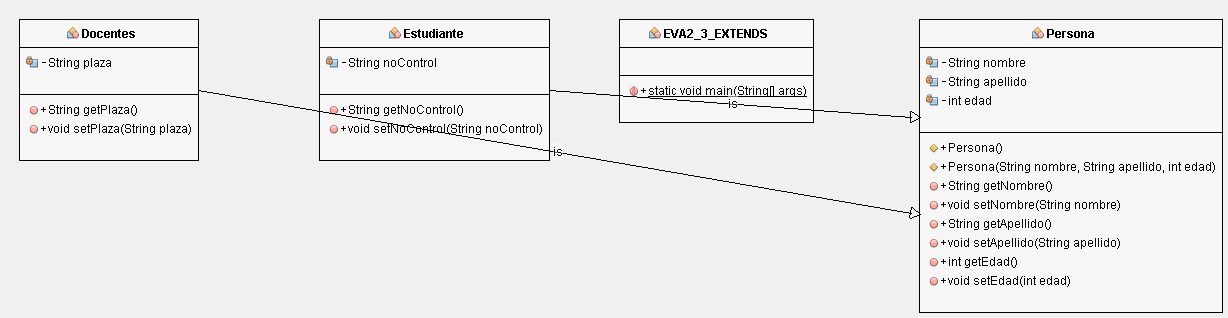 Docentes
- String plaza
+ String getPlaza()
+ void setPlaza(String plaza)
Estudiante
- String noControl
+ String getNoControl()
+ void setNoControl(String noControl)
is
EVA2_3_EXTENDS
+ static void main(String[] args)
is
Persona
- String nombre
- String apellido
- int edad
+ Persona()
+ Persona(String nombre, String apellido, int edad)
+ String getNombre()
+ void setNombre(String nombre)
+ String getApellido()
+ void setApellido(String apellido)
+ int getEdad()
+ void setEdad(int edad)